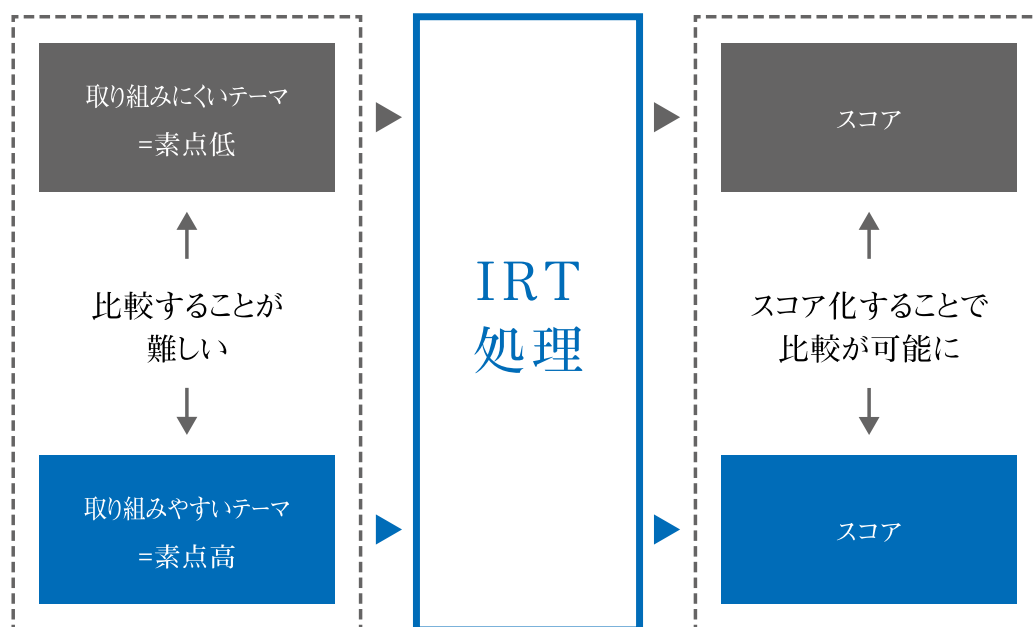 取り組みにくいテーマ
=素点低
比較することが
難しい
取り組みやすいテーマ
=素点高
IRT
処理
スコア
スコア化することで
比較が可能に
スコア